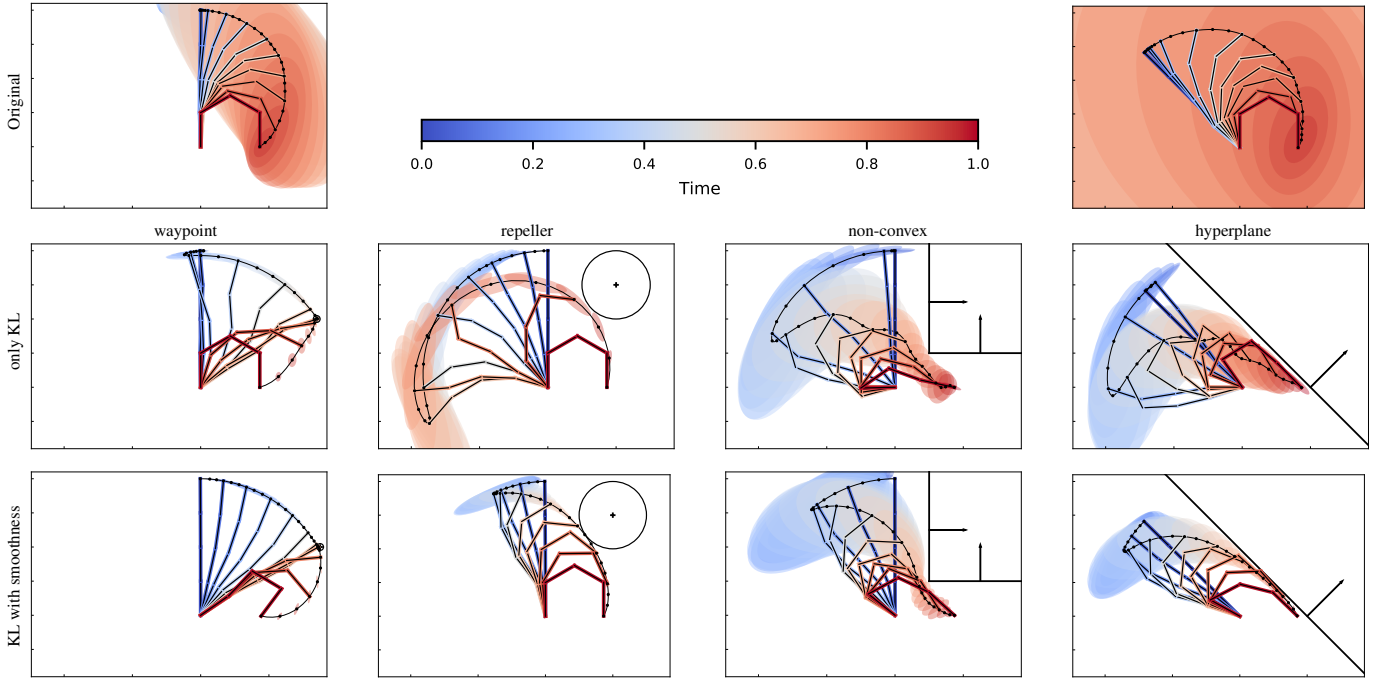 Original
0.0 0.2 0.4 0.6 0.8 1.0
Time
waypoint repeller non-convex hyperplane
only KL
KL with smoothness